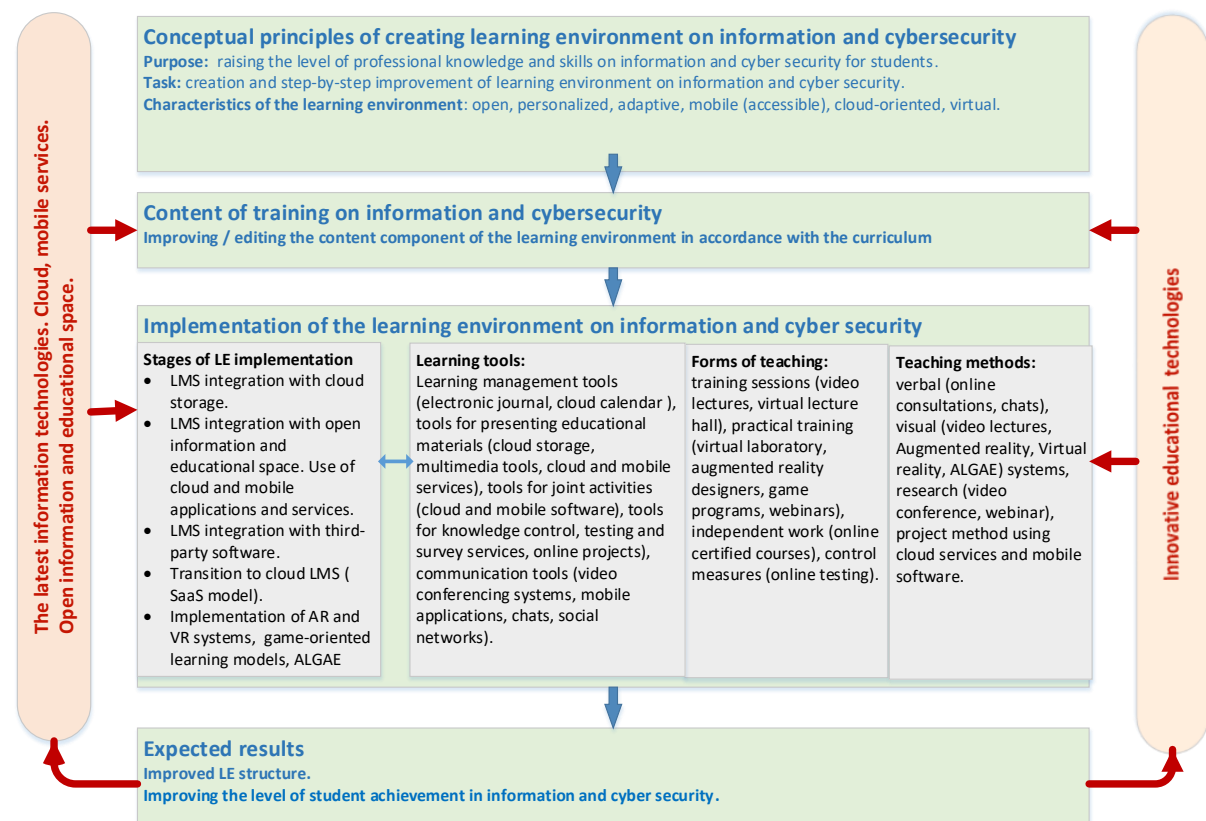 The latest information technologies. Cloud, mobile services.
Open information and educational space.
Conceptual principles of creating learning environment on information and cybersecurity
Purpose: raising the level of professional knowledge and skills on information and cyber security for students.
Task: creation and step-by-step improvement of learning environment on information and cyber security.
Characteristics of the learning environment: open, personalized, adaptive, mobile (accessible), cloud-oriented, virtual.
Content of training on information and cybersecurity
Improving / editing the content component of the learning environment in accordance with the curriculum
Implementation of the learning environment on information and cyber security
Stages of LE implementation
• LMS integration with cloud
storage.
• LMS integration with open
information and
educational space. Use of
cloud and mobile
applications and services.
• LMS integration with third-
party software.
• Transition to cloud LMS (
SaaS model).
• Implementation of AR and
VR systems, game-oriented
learning models, ALGAE
Learning tools:
Learning management tools
(electronic journal, cloud calendar ),
tools for presenting educational
materials (cloud storage,
multimedia tools, cloud and mobile
services), tools for joint activities
(cloud and mobile software), tools
for knowledge control, testing and
survey services, online projects),
communication tools (video
conferencing systems, mobile
applications, chats, social
networks).
Forms of teaching:
training sessions (video
lectures, virtual lecture
hall), practical training
(virtual laboratory,
augmented reality
designers, game
programs, webinars),
independent work (online
certified courses), control
measures (online testing).
Teaching methods:
verbal (online
consultations, chats),
visual (video lectures,
Augmented reality, Virtual
reality, ALGAE) systems,
research (video
conference, webinar),
project method using
cloud services and mobile
software.
Expected results
Improved LE structure.
Improving the level of student achievement in information and cyber security.
Innovative educational technologies